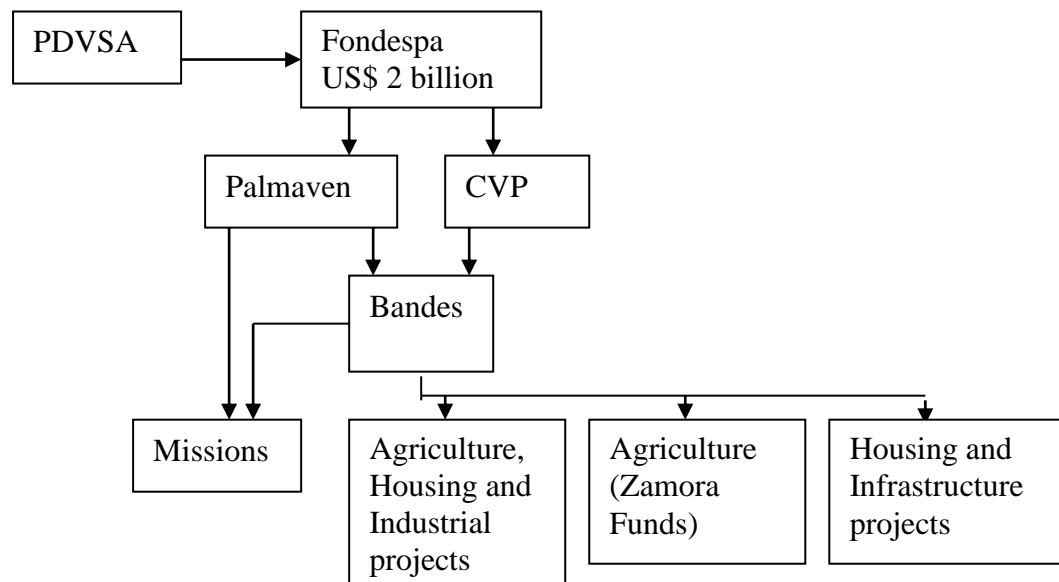 PDVSA
Fondespa
US$ 2 billion
Palmaven
CVP
Bandes
Missions
Agriculture,
Housing and
Industrial
projects
Agriculture
(Zamora
Funds)
Housing and
Infrastructure
projects